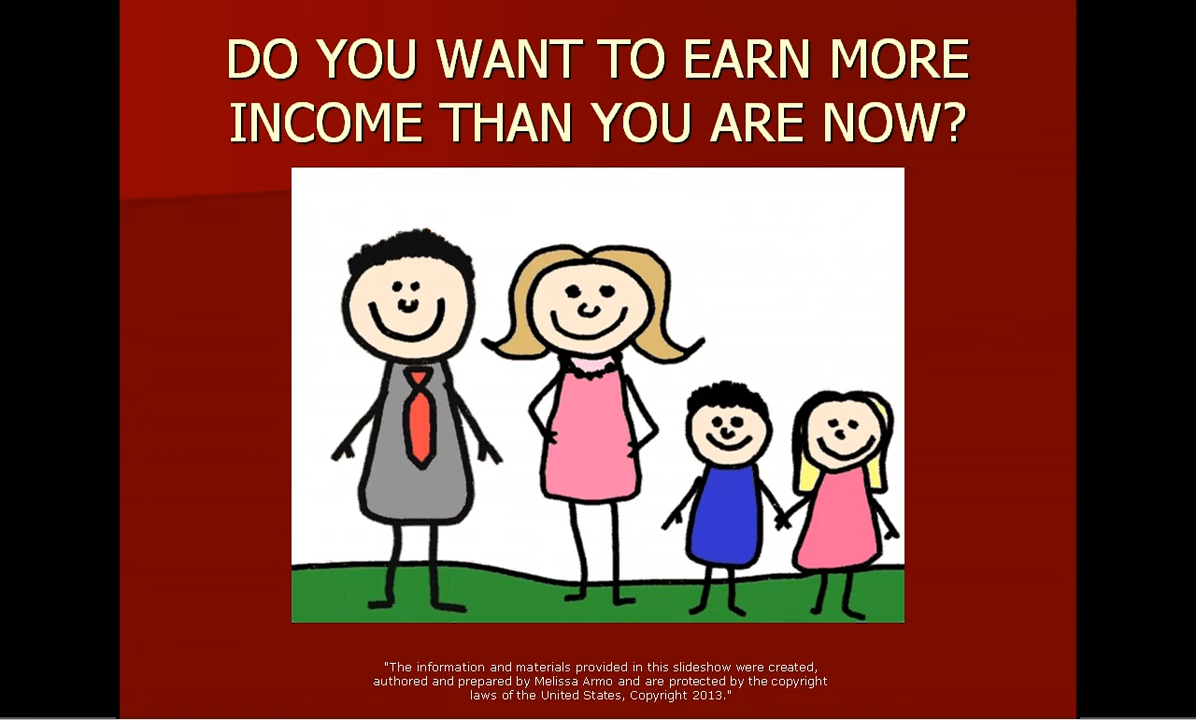 DO YOU WANT TO EARN MORE
INCOME THAN YOU ARE NOW?
"The information and materials provided in this slideshow were created,
authored and prepared by Melissa Armo and are protected by the copyright
laws of the United States, Copyright 2013."